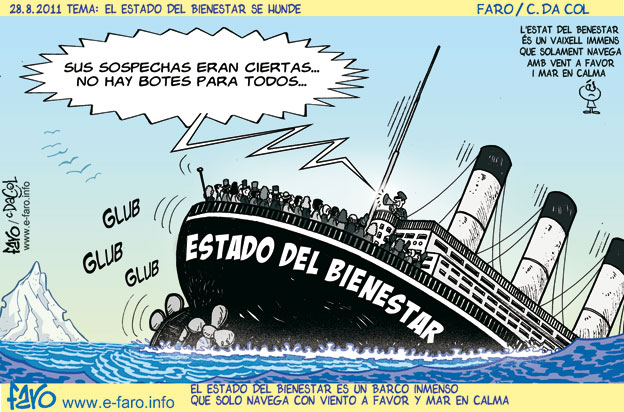 28.8.2011 TEMA: EL ESTADO DEL BIENESTAR SE HUNDE
FARO / C. DA COL
SUS SOSPECHAS ERAN CIERTAS...
NO HAY BOTES PARA TODOS...
L'ESTAT DEL BENESTAR
ÉS UN VAIXELL IMMENS
QUE SOLAMENT NAVEGA
AMB VENT A FAVOR
I MAR EN CALMA
FARO / C. DA COL
www.e-faro.info
GLUB
GLUB
GLUB
ESTADO DEL BIENESTAR
FARO
www.e-faro.info
EL ESTADO DEL BIENESTAR ES UN BARCO INMENSO
QUE SOLO NAVEGA CON VIENTO A FAVOR Y MAR EN CALMA